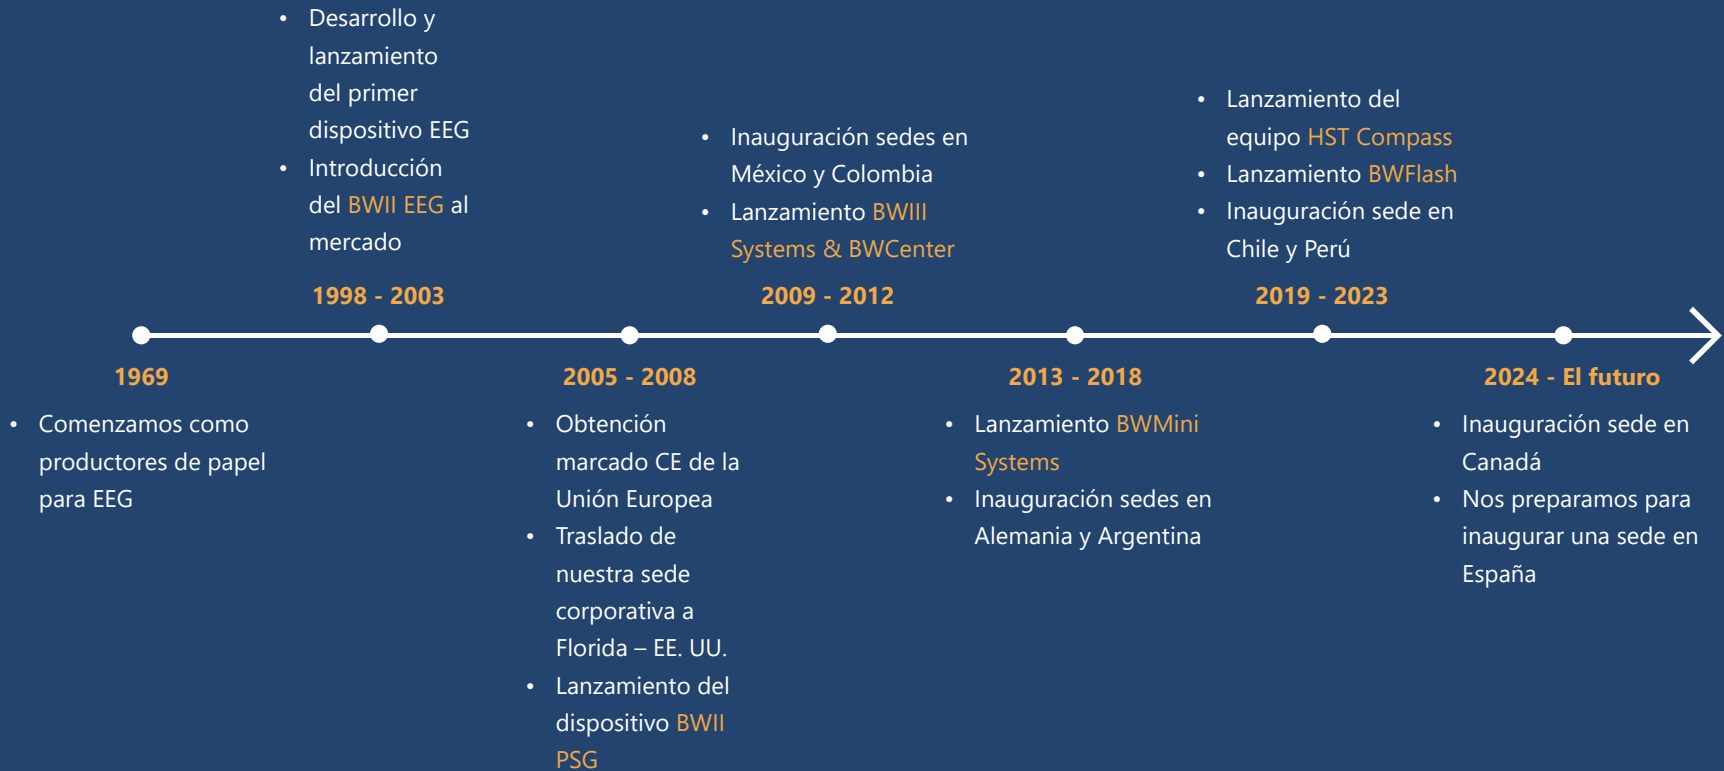 • Desarrollo y
lanzamiento
del primer
dispositivo EEG
• Introducción
del BWII EEG al
mercado
1998 - 2003
• Inauguración sedes en
México y Colombia
• Lanzamiento BWIII
Systems & BWCenter
2009 - 2012
• Lanzamiento del
equipo HST Compass
• Lanzamiento BWFlash
• Inauguración sede en
Chile y Perú
2019 - 2023
1969
• Comenzamos como
productores de papel
para EEG
2005 - 2008
• Obtención
marcado CE de la
Unión Europea
• Traslado de
nuestra sede
corporativa a
Florida – EE. UU.
• Lanzamiento del
dispositivo BWII
PSG
2013 - 2018
• Lanzamiento BWMini
Systems
• Inauguración sedes en
Alemania y Argentina
2024 - El futuro
• Inauguración sede en
Canadá
• Nos preparamos para
inaugurar una sede en
España